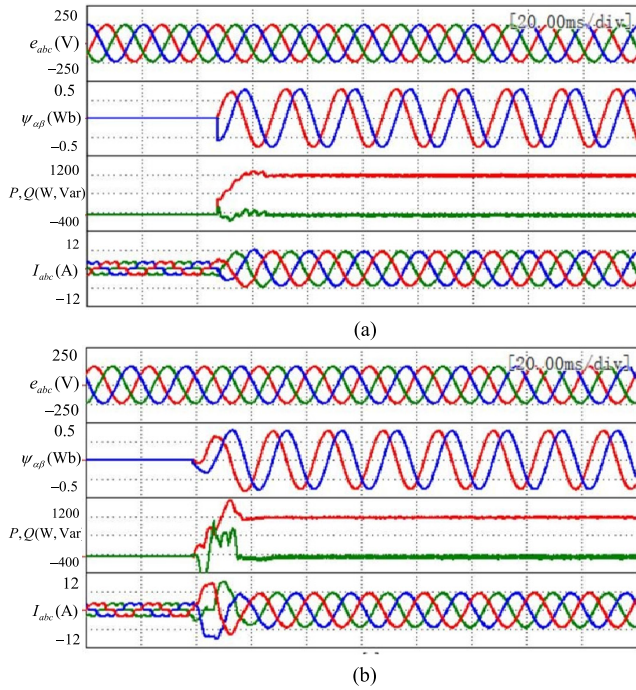 250
[20.00ms/div]
e_abc(V)
−250
0.5
ψ_αβ(Wb)
−0.5
1200
P,Q(W,Var)
−400
12
I_abc(A)
−12
(a)
250
[20.00ms/div]
e_abc(V)
−250
0.5
ψ_αβ(Wb)
−0.5
1200
P,Q(W,Var
−400
12
I_abc(A)
−12
(b)